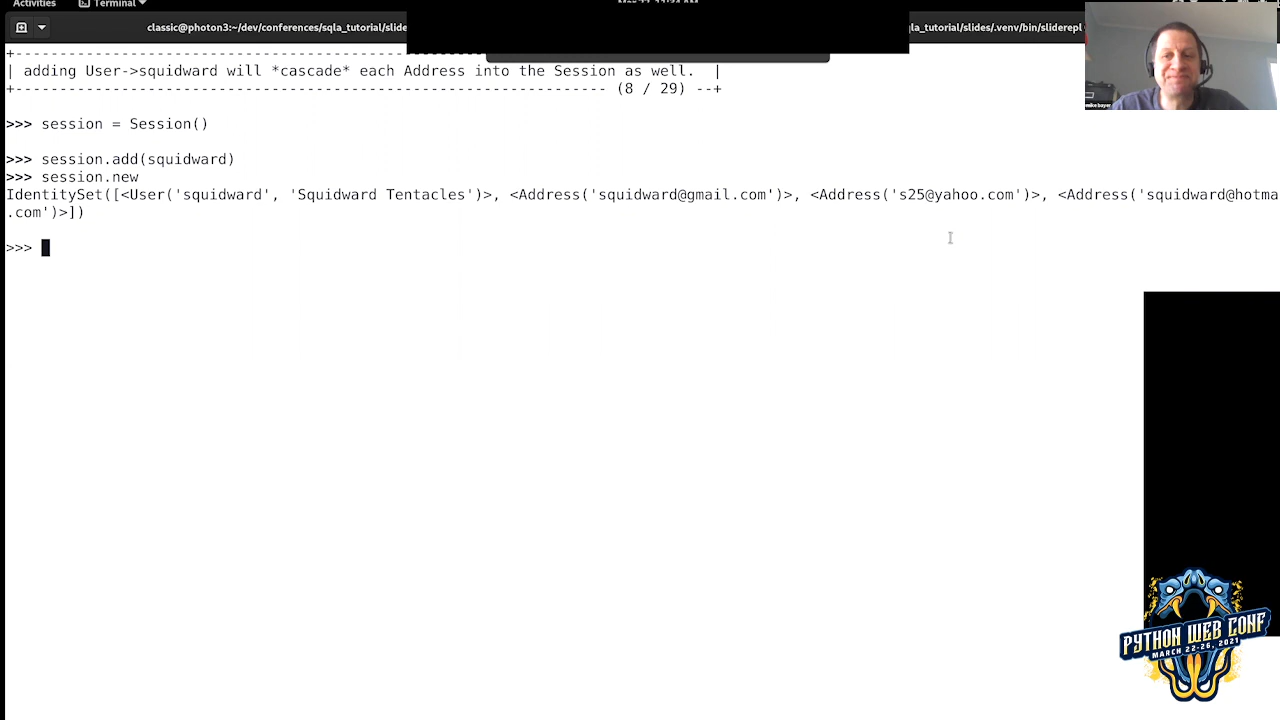 Activities
Terminal
classic@photon3:~/dev/conferences/sqla_tutorial/slide
la_tutorial/slides/.venv/bin/sliderepl
mike bayer
+------------------------------------------------------
| adding User->squidward will *cascade* each Address into the Session as well. |
+------------------------------------------------------------------- (8 / 29) --+
>>> session = Session()
>>> session.add(squidward)
>>> session.new
IdentitySet([<User('squidward', 'Squidward Tentacles')>, <Address('squidward@gmail.com')>, <Address('s25@yahoo.com')>, <Address('squidward@hotma
.com')>])
>>>
PYTHON WEB CONF
MARCH 22-26, 2021